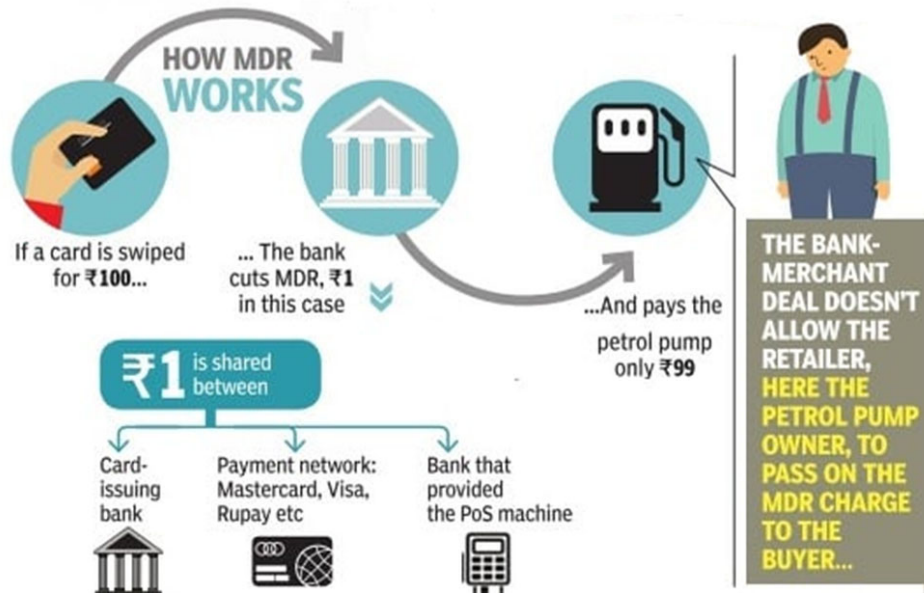 HOW MDR
WORKS
If a card is swiped
for ₹100...
... The bank
cuts MDR, ₹1
in this case
...And pays the
petrol pump
only ₹99
₹1 is shared
between
Card-
issuing
bank
Payment network:
Mastercard, Visa,
Rupay etc
Bank that
provided
the PoS machine
THE BANK-
MERCHANT
DEAL DOESN'T
ALLOW THE
RETAILER,
HERE THE
PETROL PUMP
OWNER, TO
PASS ON THE
MDR CHARGE
TO THE
BUYER...